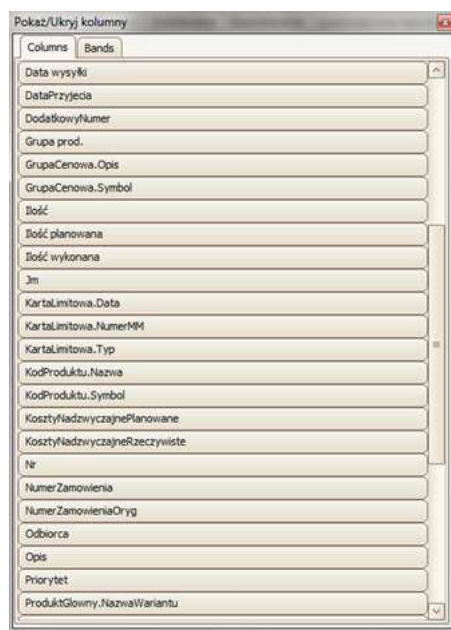 Pokaż/Ukryj kolumny
Columns Bands
Data wysyłki
DataPrzyjecia
DodatkowyNumer
Grupa prod.
GrupaCenowa.Opis
GrupaCenowa.Symbol
Ilość
Ilość planowana
Ilość wykonana
Jm
KartaLimitowa.Data
KartaLimitowa.NumerMM
KartaLimitowa.Typ
KodProduktu.Nazwa
KodProduktu.Symbol
KosztyNadzwyczajnePlanowane
KosztyNadzwyczajneRzeczywiste
Nr
NumerZamowienia
NumerZamowieniaOryg
Odbiorca
Opis
Priorytet
ProduktGlowny.NazwaWariantu